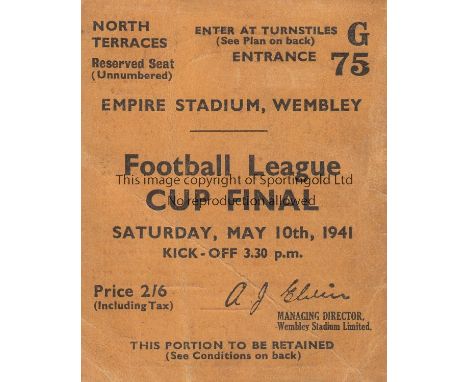 NORTH
TERRACES
Reserved Seat
(Unnumbered)
ENTER AT TURNSTILES
(See Plan on back)
ENTRANCE
G
75
EMPIRE STADIUM, WEMBLEY
Football League
This image copyright of Sportingold Ltd
CUP FINAL
No reproduction allowed
SATURDAY, MAY 10th, 1941
KICK-OFF 3.30 p.m.
Price 2/6
(Including Tax)
A J Elvin
MANAGING DIRECTOR,
Wembley Stadium Limited.
THIS PORTION TO BE RETAINED
(See Conditions on back)